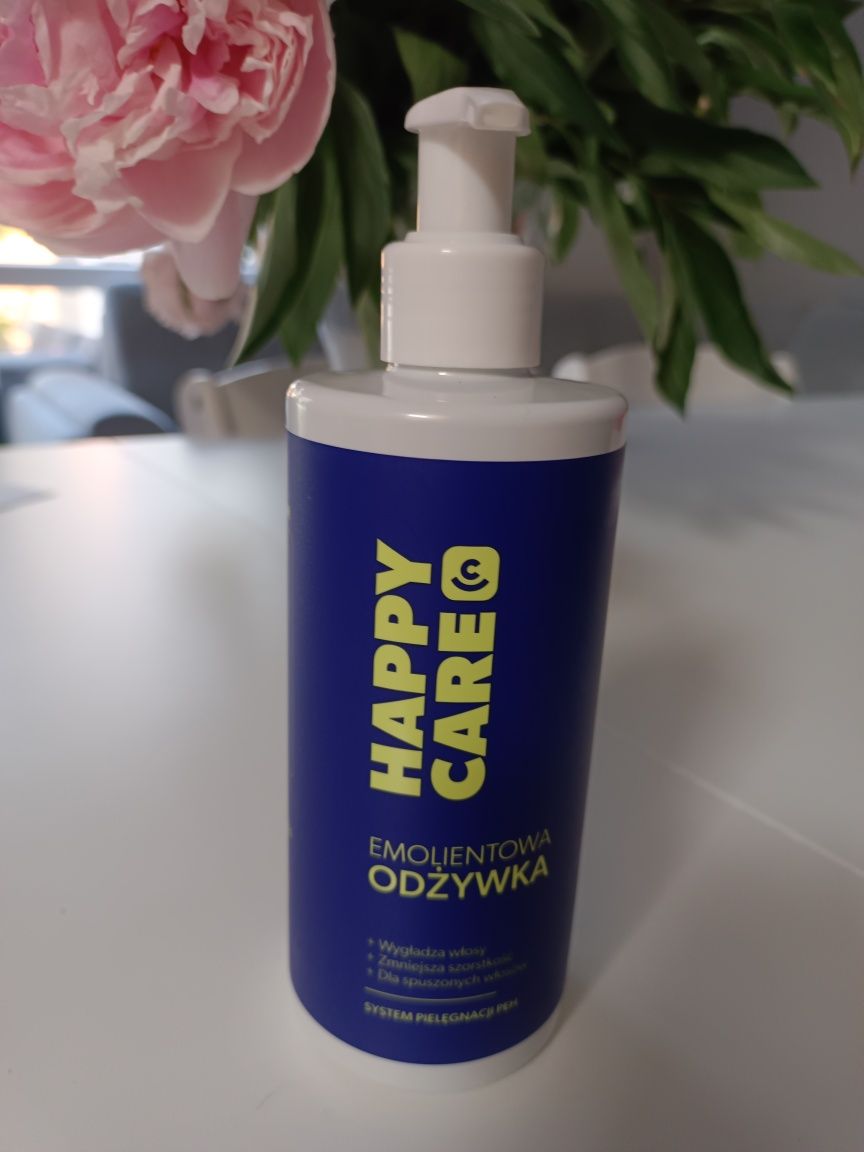 HAPPY
CARE
C
EMOLIENTOWA
ODŻYWKA
+ Wygładza włosy
+ Zmniejsza szorstkość
+ Dla spuszonych włosów
SYSTEM PIELĘGNACJI PEH